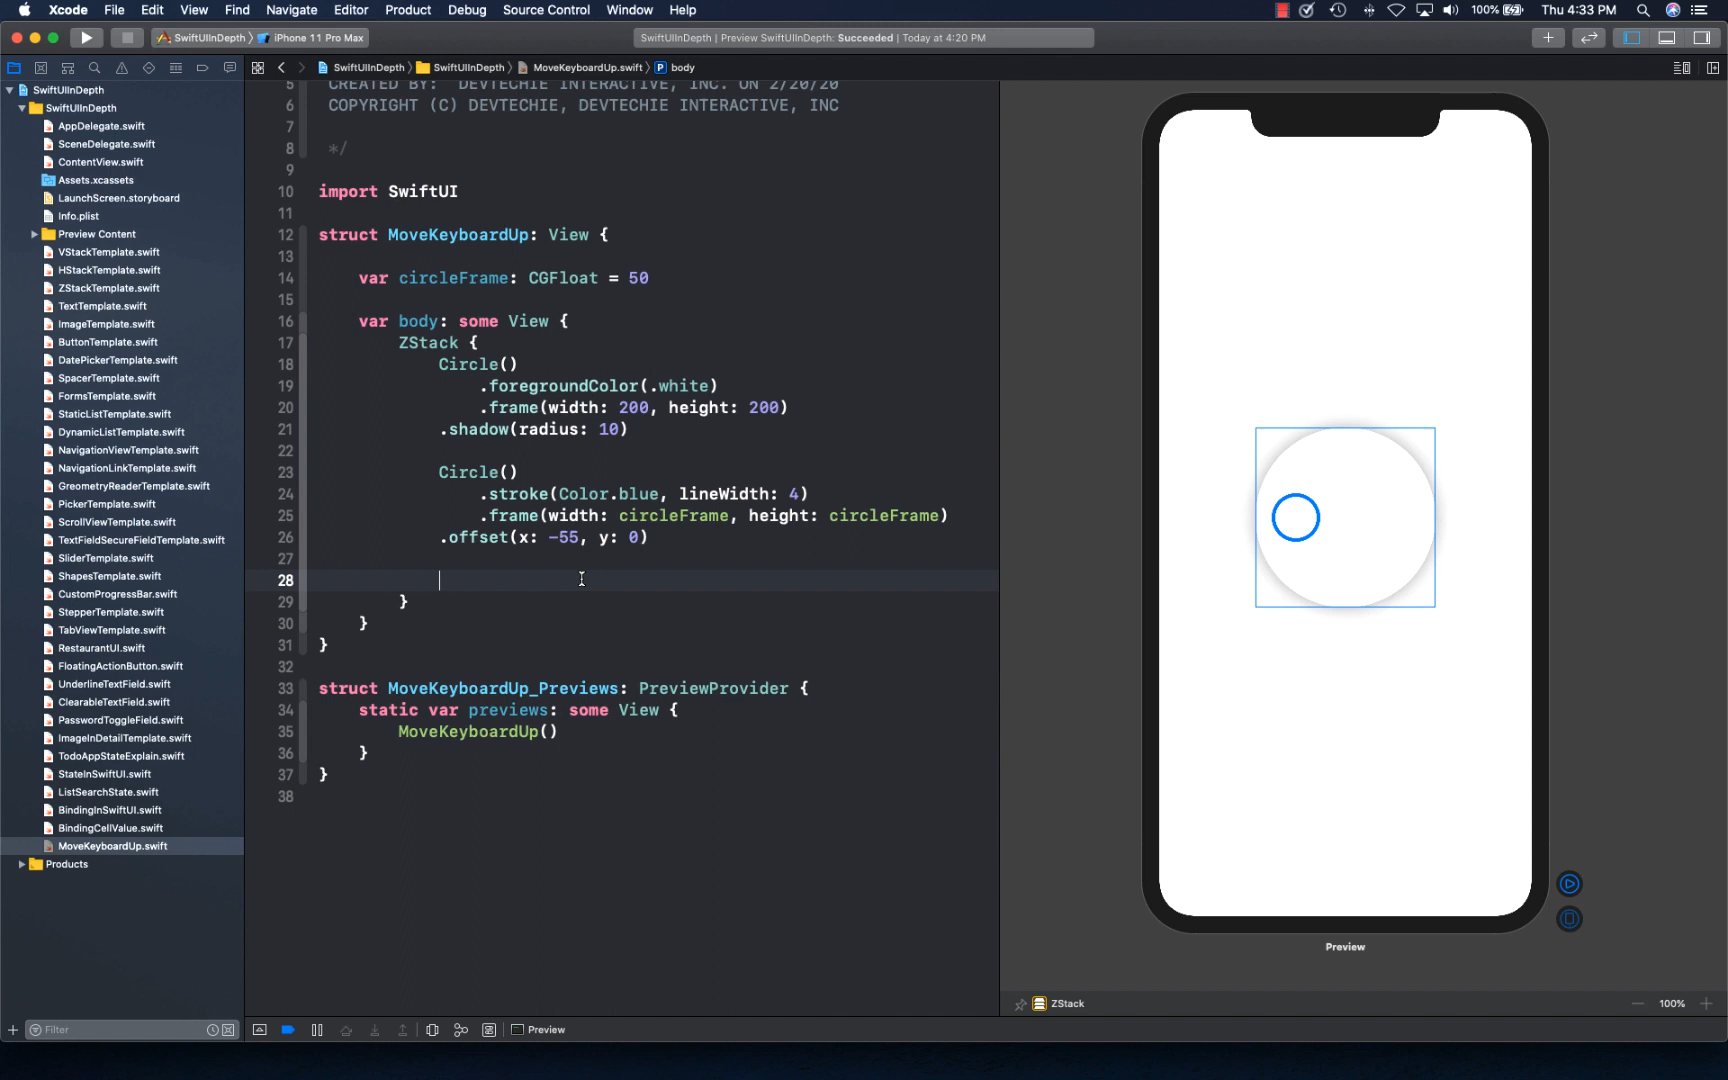 Xcode File Edit View Find Navigate Editor Product Debug Source Control Window Help 100% Thu 4:33 PM
SwiftUIInDepth iPhone 11 Pro Max SwiftUIInDepth | Preview SwiftUIInDepth: Succeeded | Today at 4:20 PM
SwiftUIInDepth SwiftUIInDepth MoveKeyboardUp.swift P body
SwiftUIInDepth
SwiftUIInDepth
AppDelegate.swift
SceneDelegate.swift
ContentView.swift
Assets.xcassets
LaunchScreen.storyboard
Info.plist
Preview Content
VStackTemplate.swift
HStackTemplate.swift
ZStackTemplate.swift
TextTemplate.swift
ImageTemplate.swift
ButtonTemplate.swift
DatePickerTemplate.swift
SpacerTemplate.swift
FormsTemplate.swift
StaticListTemplate.swift
DynamicListTemplate.swift
NavigationViewTemplate.swift
NavigationLinkTemplate.swift
GreometryReaderTemplate.swift
PickerTemplate.swift
ScrollViewTemplate.swift
TextFieldSecureFieldTemplate.swift
SliderTemplate.swift
ShapesTemplate.swift
CustomProgressBar.swift
StepperTemplate.swift
TabViewTemplate.swift
RestaurantUI.swift
FloatingActionButton.swift
UnderlineTextField.swift
ClearableTextField.swift
PasswordToggleField.swift
ImageInDetailTemplate.swift
TodoAppStateExplain.swift
StateInSwiftUI.swift
ListSearchState.swift
BindingInSwiftUI.swift
BindingCellValue.swift
MoveKeyboardUp.swift
Products
Filter
5 CREATED BY: DEVTECHIE INTERACTIVE, INC. ON 2/20/20
6 COPYRIGHT (C) DEVTECHIE, DEVTECHIE INTERACTIVE, INC
7
8 */
9
10 import SwiftUI
11
12 struct MoveKeyboardUp: View {
13
14 var circleFrame: CGFloat = 50
15
16 var body: some View {
17 ZStack {
18 Circle()
19 .foregroundColor(.white)
20 .frame(width: 200, height: 200)
21 .shadow(radius: 10)
22
23 Circle()
24 .stroke(Color.blue, lineWidth: 4)
25 .frame(width: circleFrame, height: circleFrame)
26 .offset(x: -55, y: 0)
27
28
29 }
30 }
31 }
32
33 struct MoveKeyboardUp_Previews: PreviewProvider {
34 static var previews: some View {
35 MoveKeyboardUp()
36 }
37 }
38
Preview
Preview
ZStack 100%